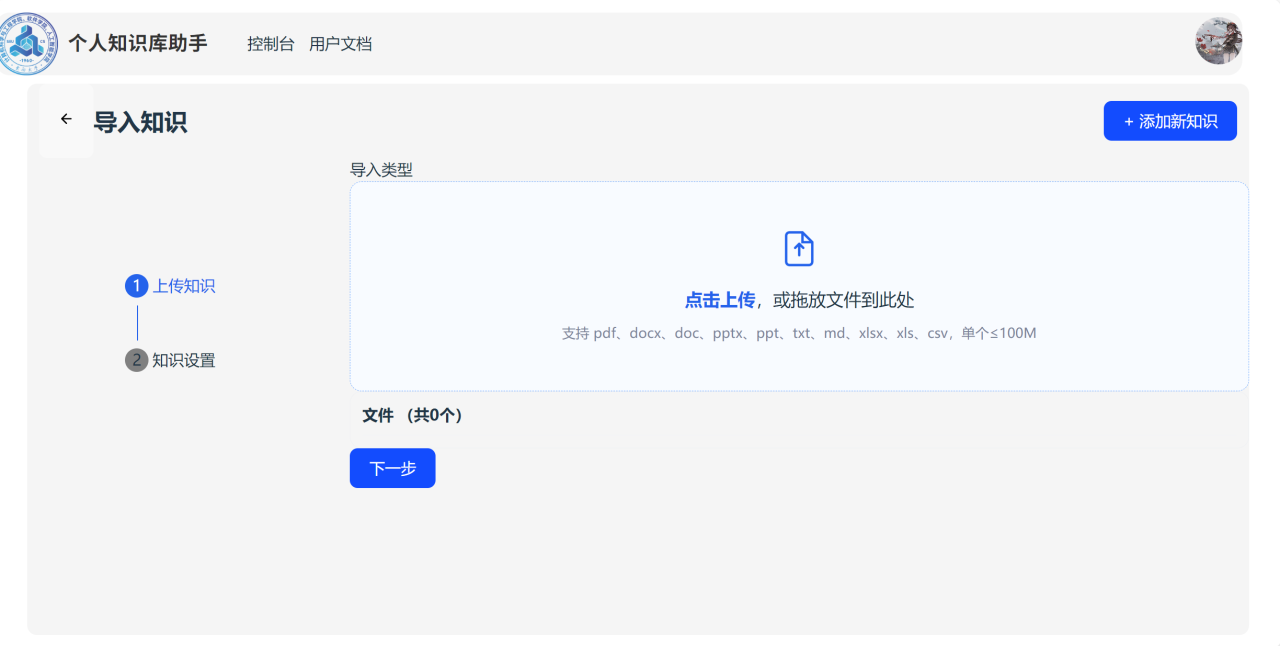 个人知识库助手
控制台 用户文档
导入知识
+ 添加新知识
导入类型
点击上传，或拖放文件到此处
支持 pdf、docx、doc、pptx、ppt、txt、md、xlsx、xls、csv，单个≤100M
1 上传知识
2 知识设置
文件 （共0个）
下一步